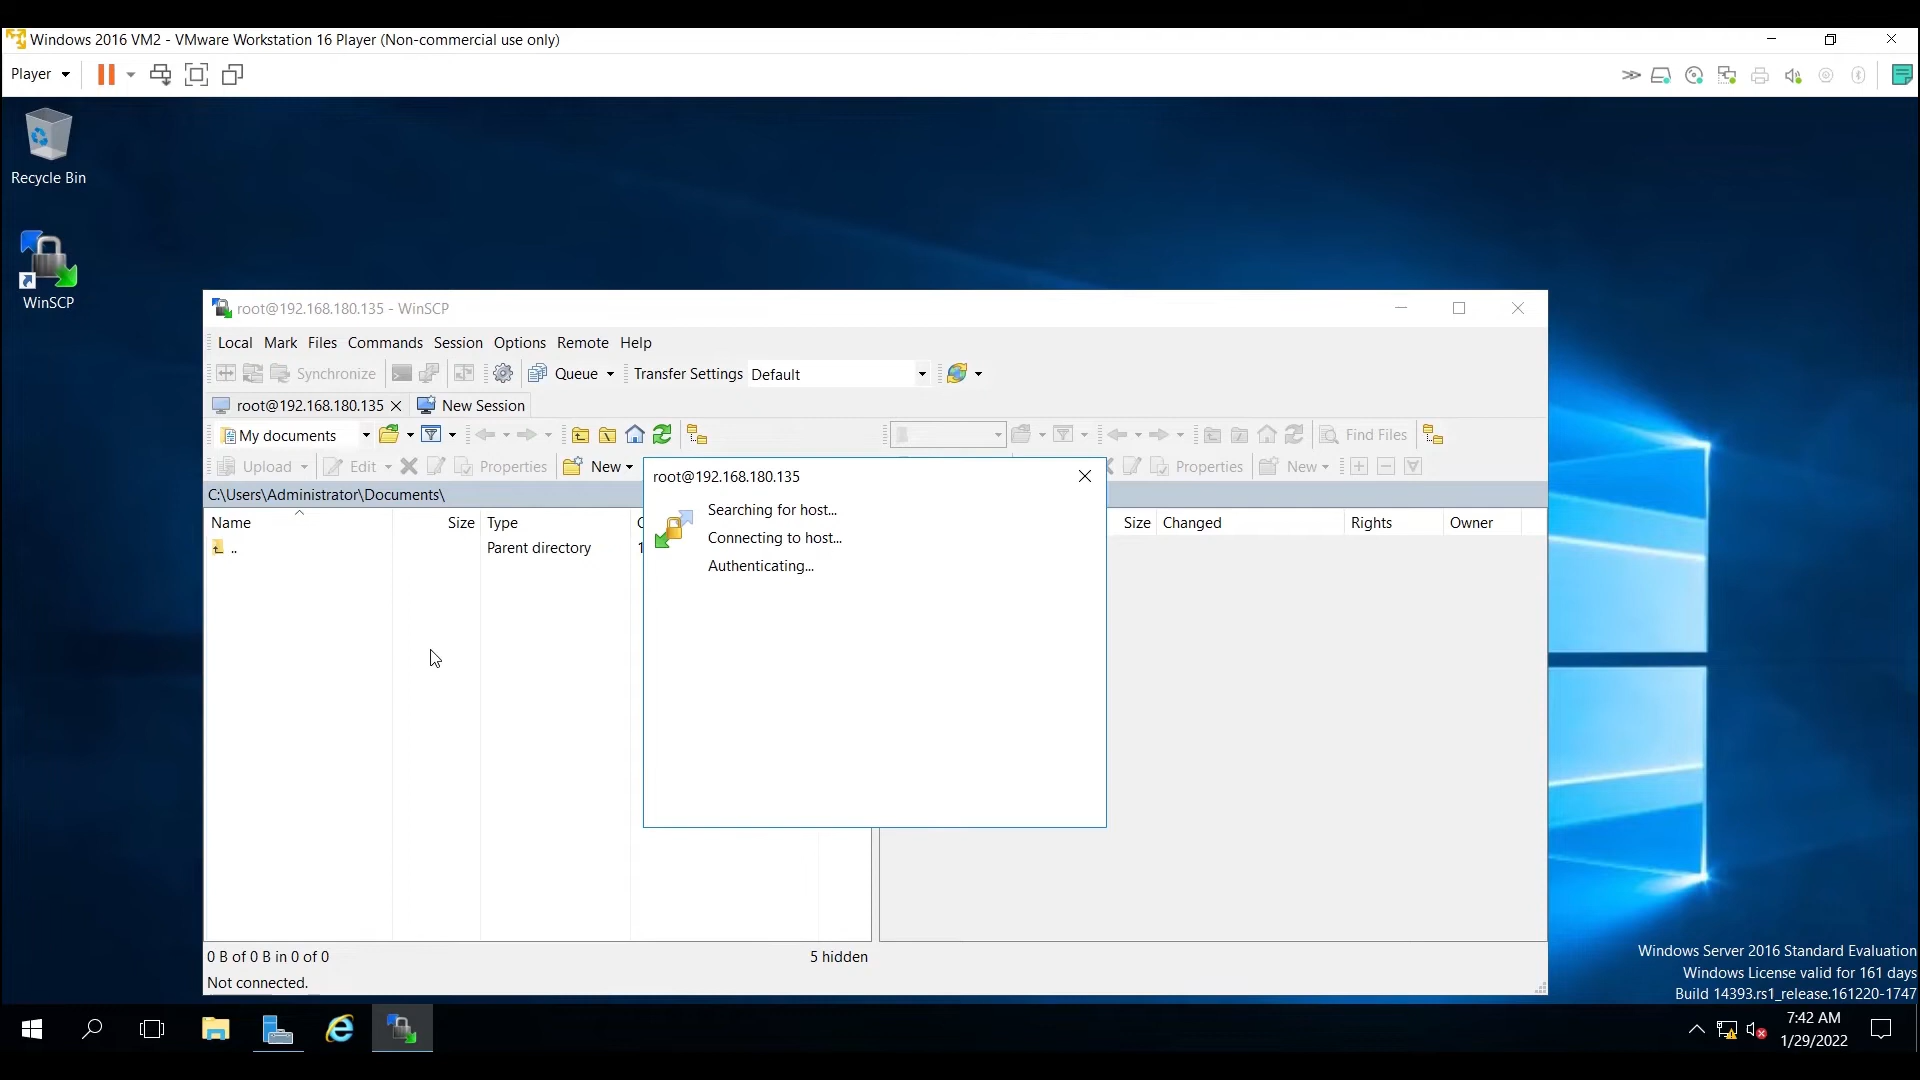 Windows 2016 VM2 - VMware Workstation 16 Player (Non-commercial use only)
Player
Recycle Bin
WinSCP
root@192.168.180.135 - WinSCP
Local Mark Files Commands Session Options Remote Help
Synchronize Queue Transfer Settings Default
root@192.168.180.135 New Session
My documents Find Files
Upload Edit Properties New Properties New
C:\Users\Administrator\Documents\
Name Size Type C Size Changed Rights Owner
.. Parent directory 1
root@192.168.180.135
Searching for host...
Connecting to host...
Authenticating...
0 B of 0 B in 0 of 0 5 hidden
Not connected.
Windows Server 2016 Standard Evaluation
Windows License valid for 161 days
Build 14393.rs1_release.161220-1747
7:42 AM
1/29/2022